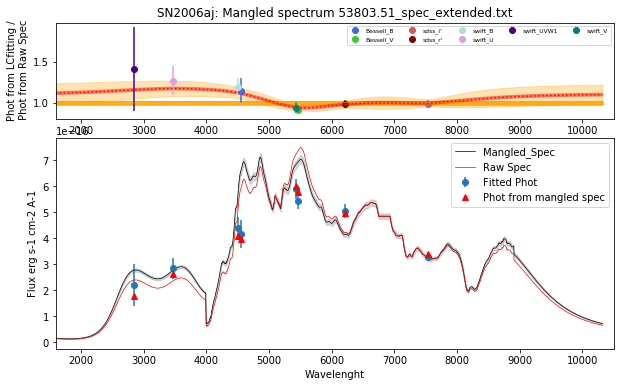 SN2006aj: Mangled spectrum 53803.51_spec_extended.txt
Phot from LCfitting /
Phot from Raw Spec
1.5
1.0
Bessell_B
Bessell_V
sdss_i'
sdss_r'
swift_B
swift_U
swift_UVW1
swift_V
2000 3000 4000 5000 6000 7000 8000 9000 10000
Flux erg s-1 cm-2 A-1
7
6
5
4
3
2
1
0
Mangled_Spec
Raw Spec
Fitted Phot
Phot from mangled spec
2000 3000 4000 5000 6000 7000 8000 9000 10000
Wavelenght